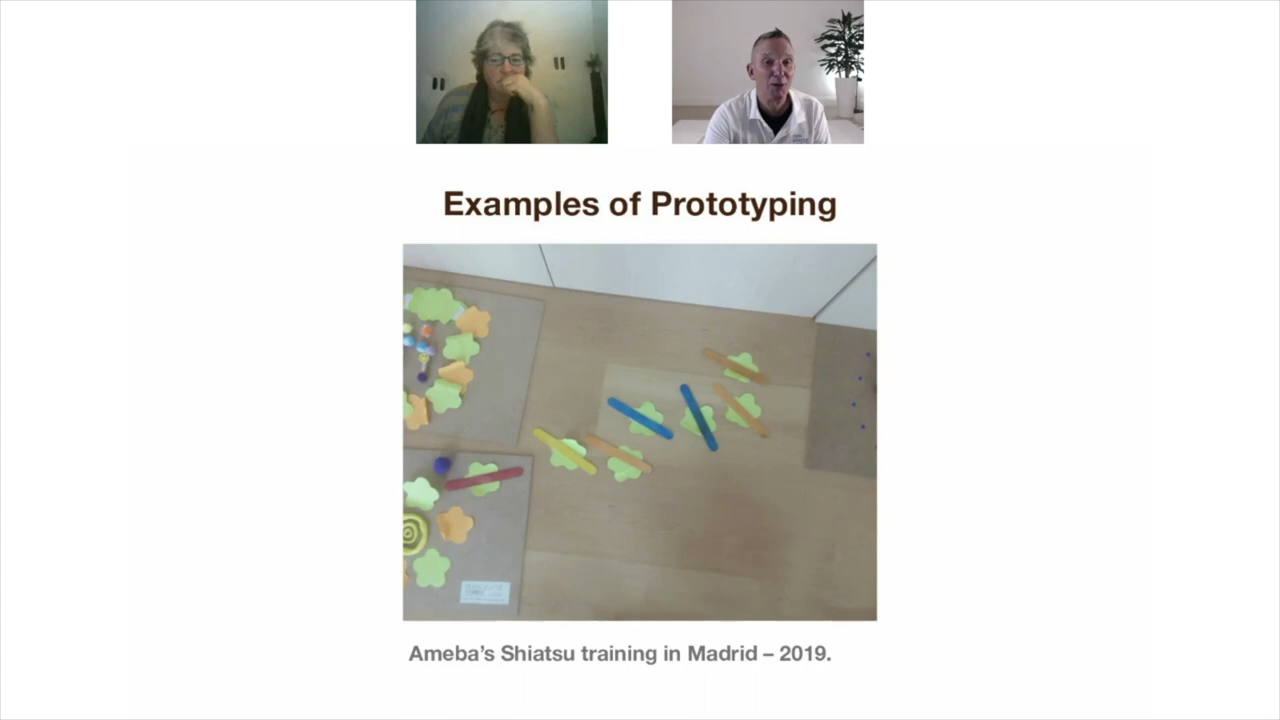 Examples of Prototyping
Ameba's Shiatsu training in Madrid – 2019.